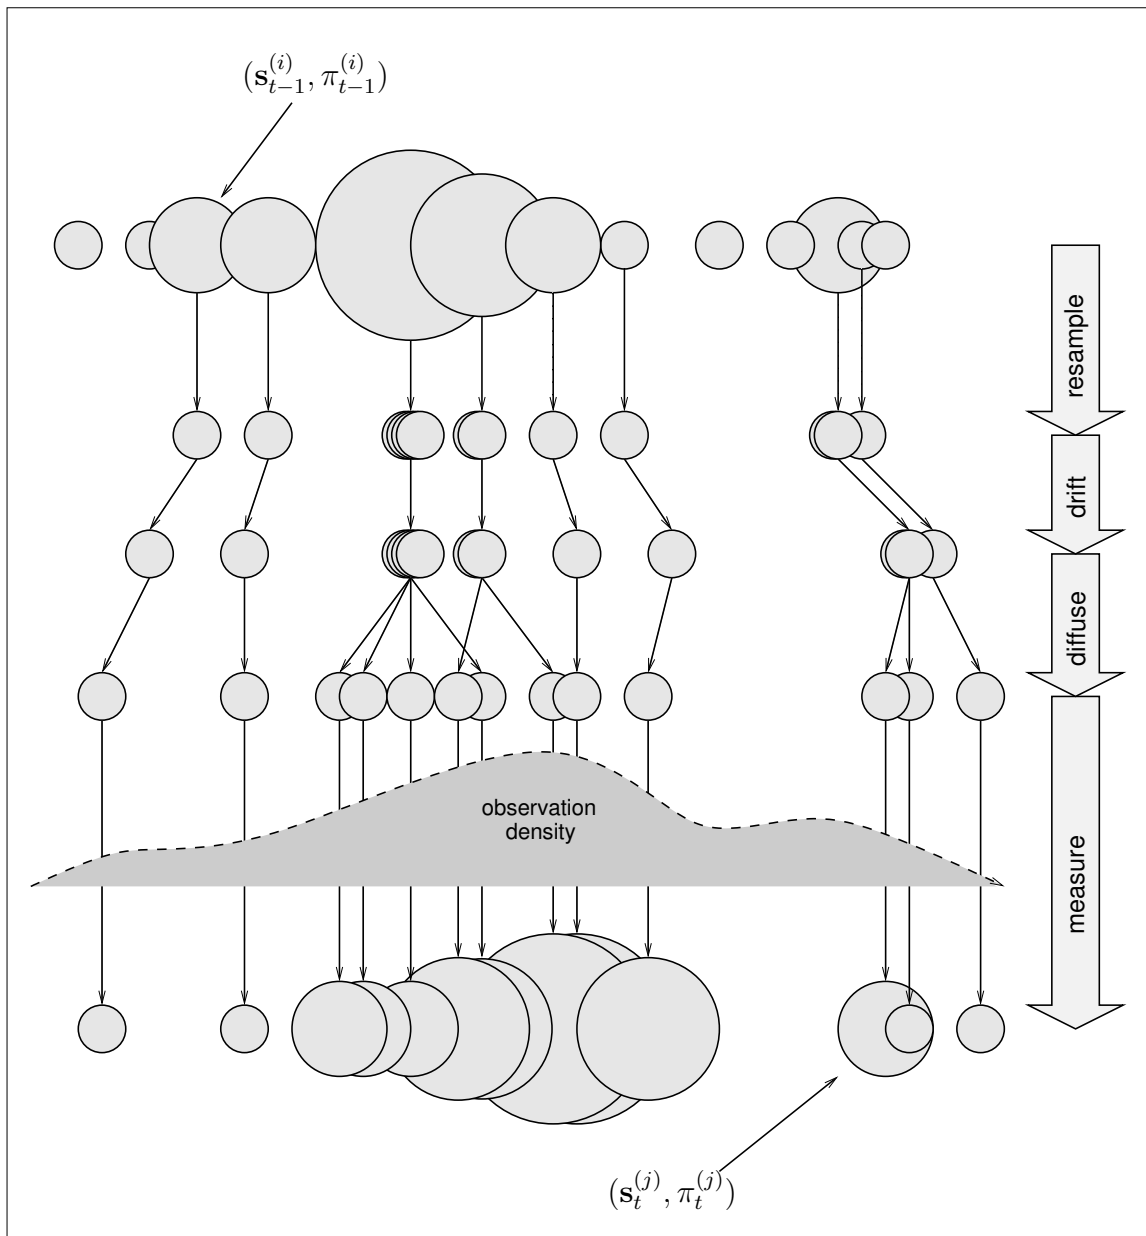 (s_{t−1}^{(i)}, π_{t−1}^{(i)})
resample
drift
diffuse
observation
density
measure
(s_t^{(j)}, π_t^{(j)})